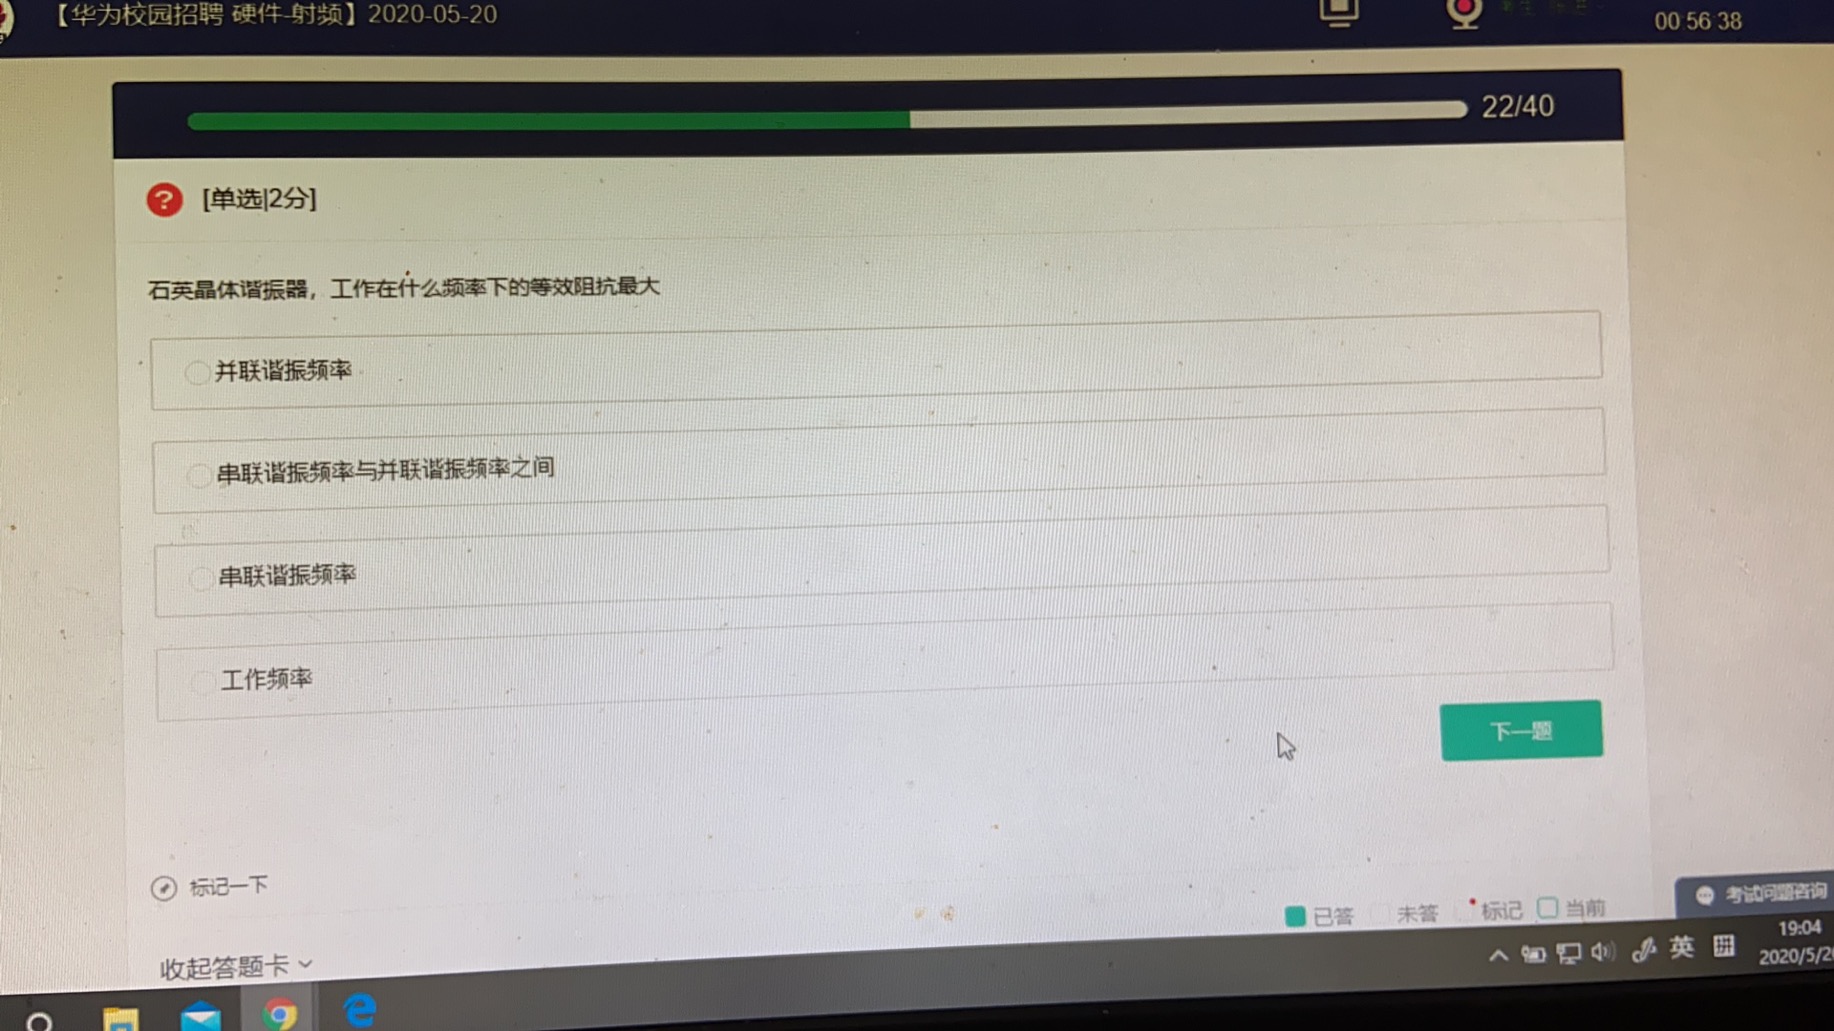 【华为校园招聘 硬件-射频】2020-05-20
00:56:38
22/40
? [单选|2分]
石英晶体谐振器，工作在什么频率下的等效阻抗最大
并联谐振频率
串联谐振频率与并联谐振频率之间
串联谐振频率
工作频率
下一题
标记一下
已答 未答 标记 当前
考试问题咨询
收起答题卡
英
19:04